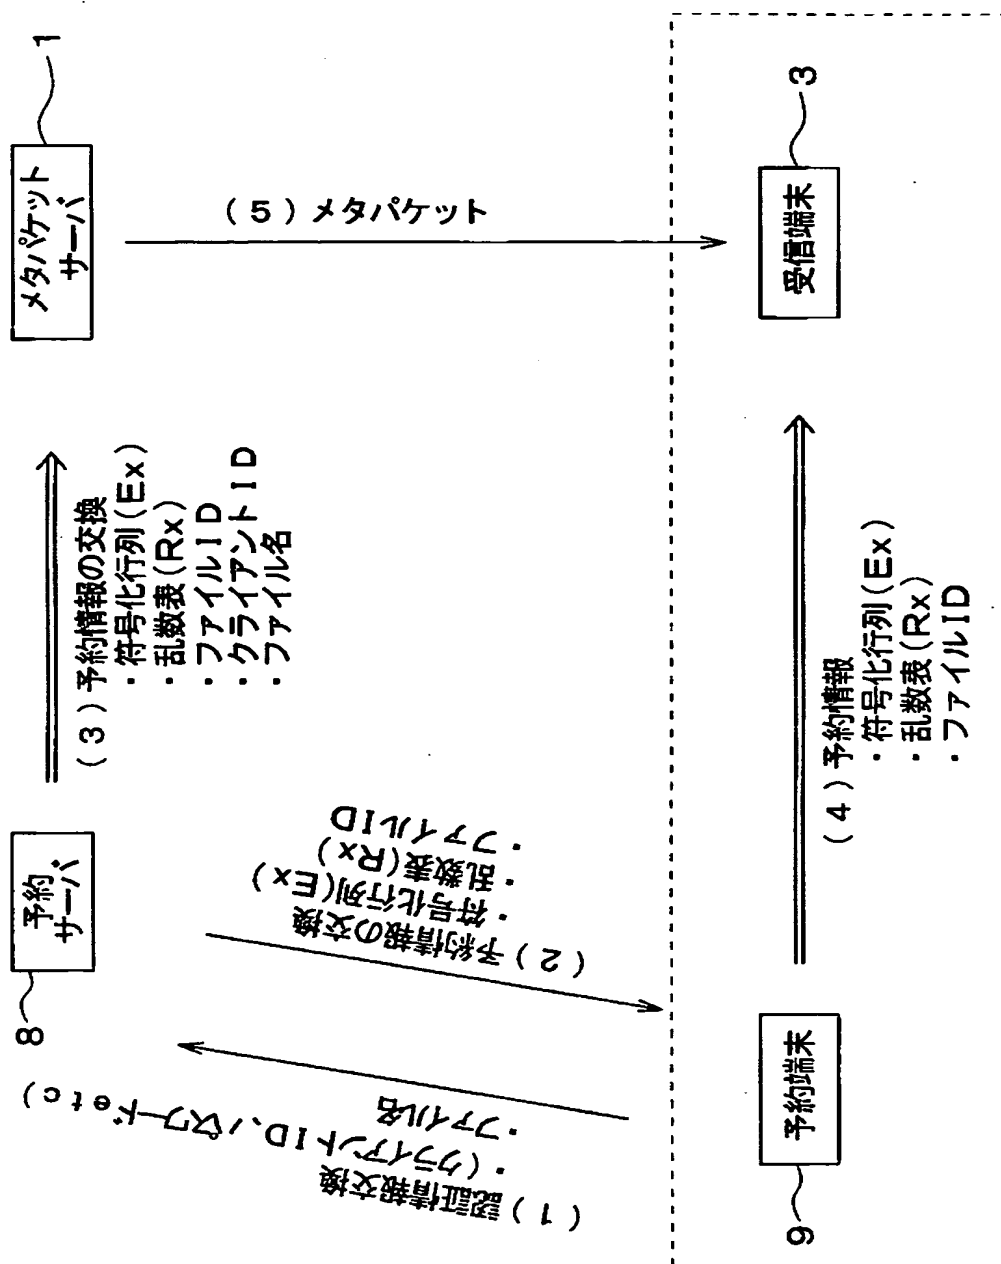 メタパケット
サーバ
1
(5)メタパケット
受信端末
3
(3)予約情報の交換
・符号化行列(Ex)
・乱数表(Rx)
・ファイルID
・クライアントID
・ファイル名
予約
サーバ
8
(2)予約情報の交換
・符号化行列(Ex)
・乱数表(Rx)
・ファイルID
(1)認証情報交換
・(クライアントID、パスワードetc)
・ファイル名
(4)予約情報
・符号化行列(Ex)
・乱数表(Rx)
・ファイルID
予約端末
9